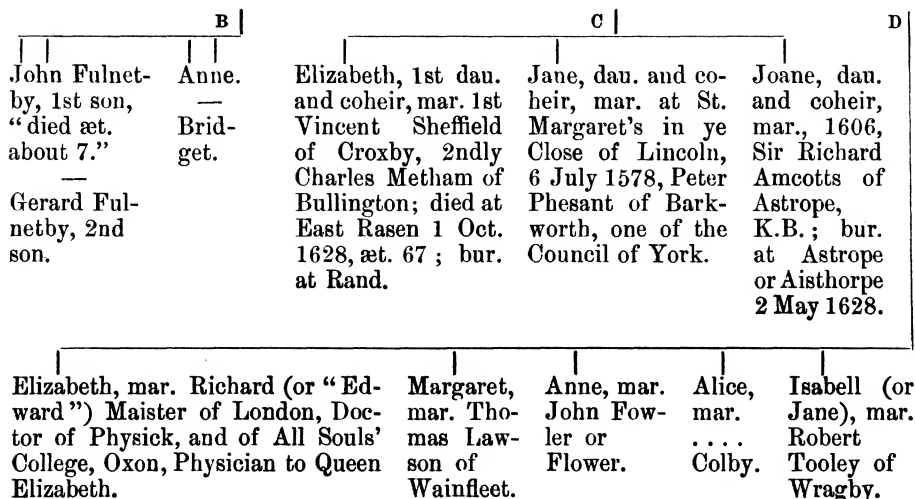 B
C
D
John Fulnet-
by, 1st son,
“died æt.
about 7.”
—
Gerard Ful-
netby, 2nd
son.
Anne.
—
Brid-
get.
Elizabeth, 1st dau.
and coheir, mar. 1st
Vincent Sheffield
of Croxby, 2ndly
Charles Metham of
Bullington; died at
East Rasen 1 Oct.
1628, æt. 67 ; bur.
at Rand.
Jane, dau. and co-
heir, mar. at St.
Margaret's in ye
Close of Lincoln,
6 July 1578, Peter
Phesant of Bark-
worth, one of the
Council of York.
Joane, dau.
and coheir,
mar., 1606,
Sir Richard
Amcotts of
Astrope,
K.B. ; bur.
at Astrope
or Aisthorpe
2 May 1628.
Elizabeth, mar. Richard (or “Ed-
ward”) Maister of London, Doc-
tor of Physick, and of All Souls'
College, Oxon, Physician to Queen
Elizabeth.
Margaret,
mar. Tho-
mas Law-
son of
Wainfleet.
Anne, mar.
John Fow-
ler or
Flower.
Alice,
mar.
. . . .
Colby.
Isabell (or
Jane), mar.
Robert
Tooley of
Wragby.